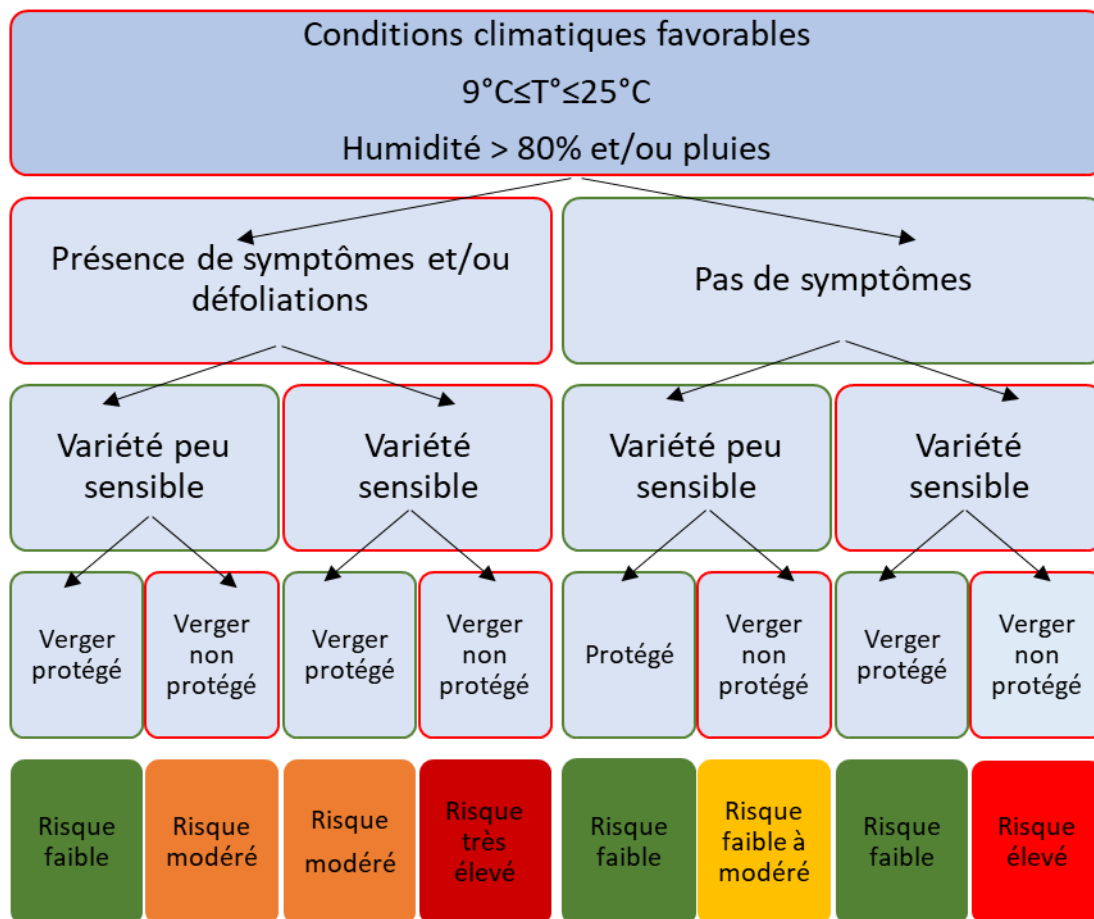 Conditions climatiques favorables
9°C≤T°≤25°C
Humidité > 80% et/ou pluies
Présence de symptômes et/ou
défoliations
Pas de symptômes
Variété peu
sensible
Variété
sensible
Variété peu
sensible
Variété
sensible
Verger
protégé
Verger
non
protégé
Verger
protégé
Verger
non
protégé
Protégé
Verger
non
protégé
Verger
protégé
Verger
non
protégé
Risque
faible
Risque
modéré
Risque
modéré
Risque
très
élevé
Risque
faible
Risque
faible à
modéré
Risque
faible
Risque
élevé